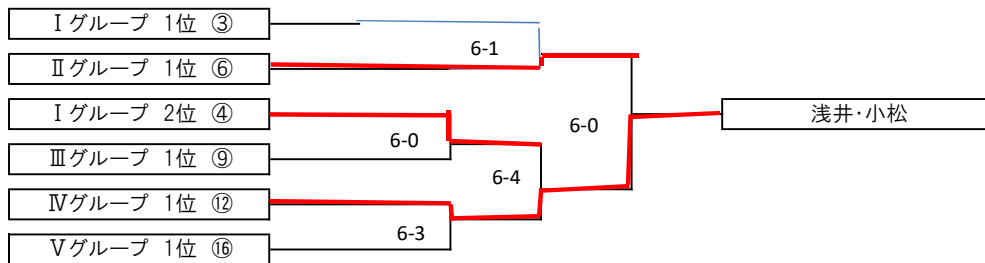 Ⅰグループ 1位 ③
6-1
Ⅱグループ 1位 ⑥
Ⅰグループ 2位 ④
浅井・小松
6-0
6-0
Ⅲグループ 1位 ⑨
6-4
Ⅳグループ 1位 ⑫
6-3
Ⅴグループ 1位 ⑯